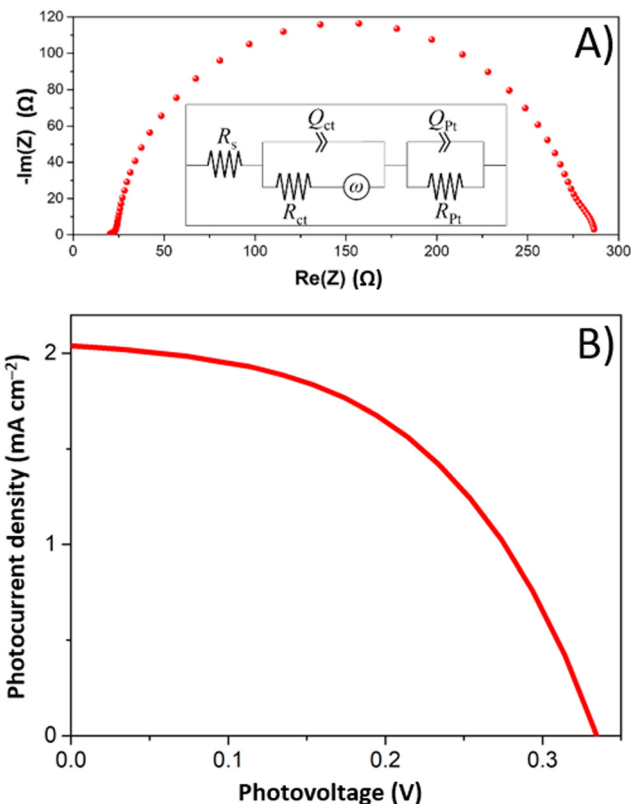 A)
120
100
80
60
40
20
0
-Im(Z) (Ω)
Qct
QPt
Rs
ω
Rct
RPt
0 50 100 150 200 250 300
Re(Z) (Ω)
B)
2
1
0
Photocurrent density (mA cm⁻²)
0.0 0.1 0.2 0.3
Photovoltage (V)